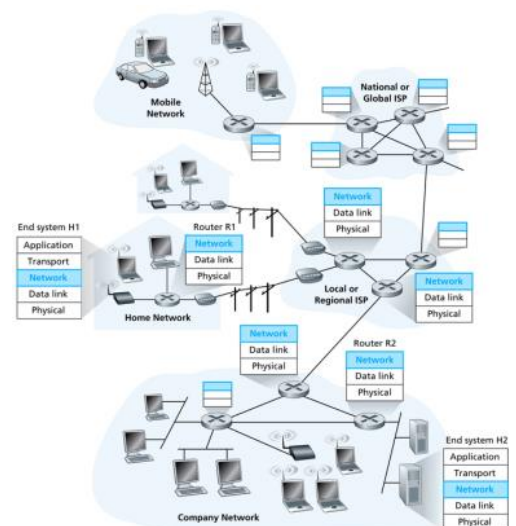 Mobile
Network
National or
Global ISP
Network
Data link
Physical
End system H1
Application
Transport
Network
Data link
Physical
Router R1
Network
Data link
Physical
Home Network
Local or
Regional ISP
Network
Data link
Physical
Network
Data link
Physical
Router R2
Network
Data link
Physical
End system H2
Application
Transport
Network
Data link
Physical
Company Network